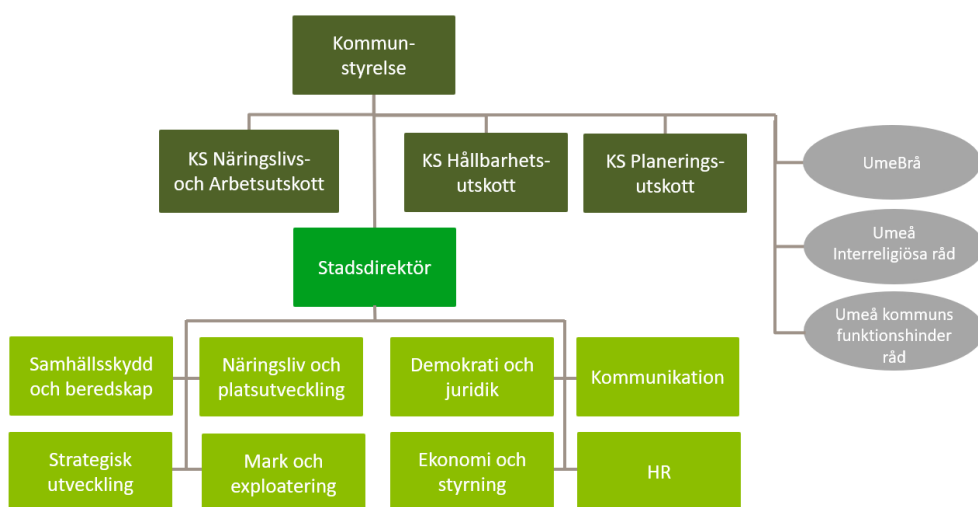 Kommun-
styrelse
KS Näringslivs-
och Arbetsutskott
KS Hållbarhets-
utskott
KS Planerings-
utskott
UmeBrå
Umeå
Interreligiösa råd
Umeå kommuns
funktionshinder
råd
Stadsdirektör
Samhällsskydd
och beredskap
Näringsliv och
platsutveckling
Demokrati och
juridik
Kommunikation
Strategisk
utveckling
Mark och
exploatering
Ekonomi och
styrning
HR